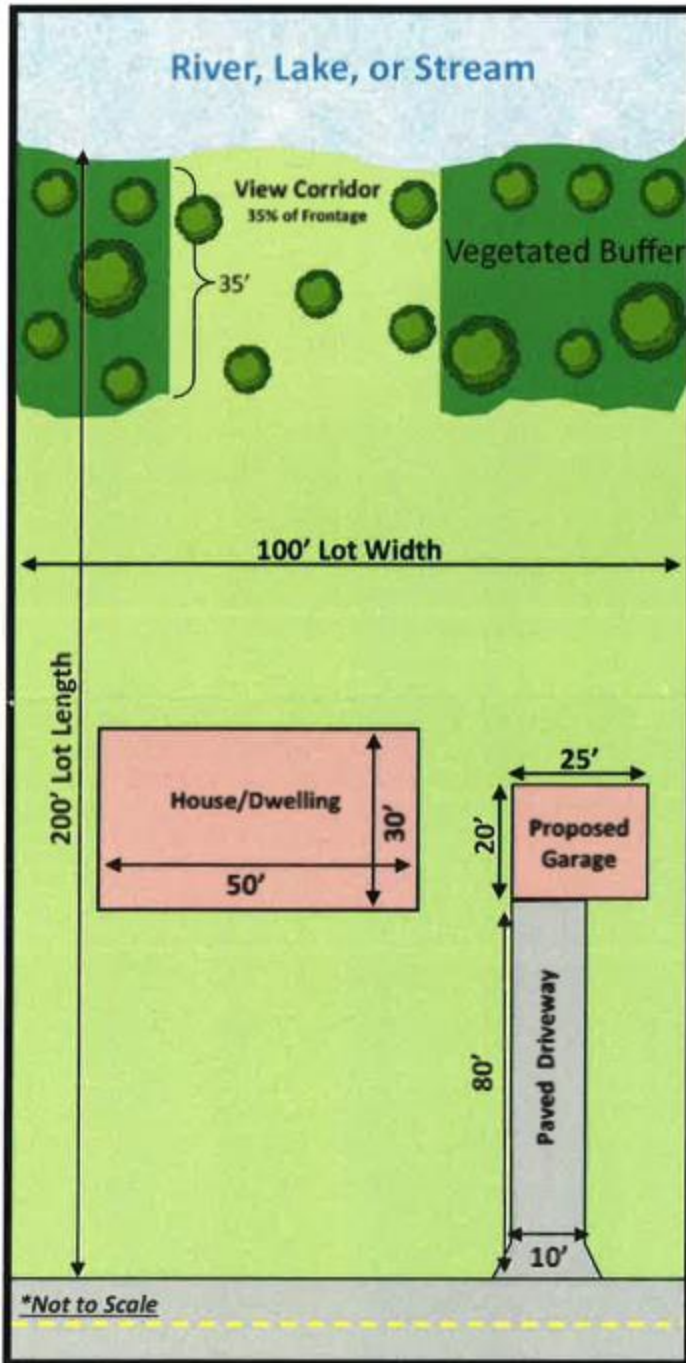 River, Lake, or Stream
View Corridor
35% of Frontage
35’
Vegetated Buffer
100’ Lot Width
200’ Lot Length
House/Dwelling
30’
50’
25’
20’
Proposed
Garage
80’
Paved Driveway
10’
*Not to Scale